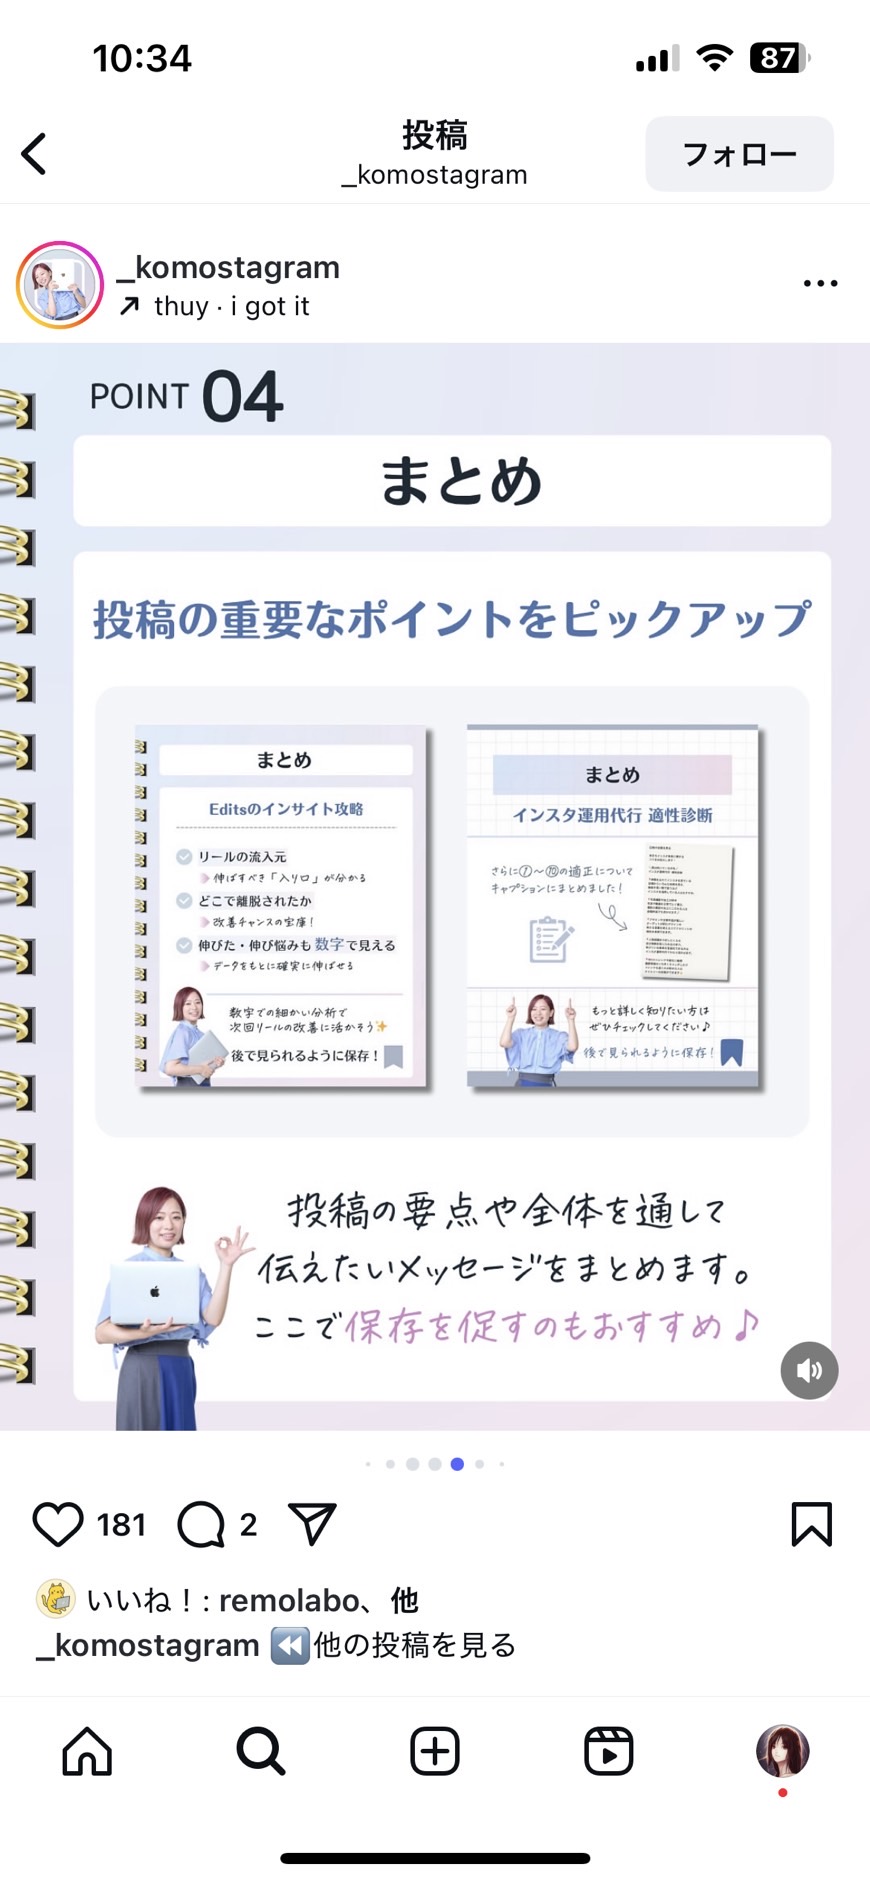 10:34
87
投稿
_komostagram
フォロー
_komostagram
thuy · i got it
POINT 04
まとめ
投稿の重要なポイントをピックアップ
まとめ
Editsのインサイト攻略
リールの流入元
伸ばすべき「入り口」が分かる
どこで離脱されたか
改善チャンスの宝庫！
伸びた・伸び悩みも 数字で見える
データをもとに確実に伸ばせる
数字での細かい分析で
次回リールの改善に活かそう✨
後で見られるように保存！
まとめ
インスタ運用代行 適性診断
さらに①〜⑩の適正について
キャプションにまとめました！
もっと詳しく知りたい方は
ぜひチェックしてください♪
後で見られるように保存！
投稿の要点や全体を通して
伝えたいメッセージをまとめます。
ここで保存を促すのもおすすめ♪
181
2
いいね！: remolabo、他
_komostagram ⏪他の投稿を見る